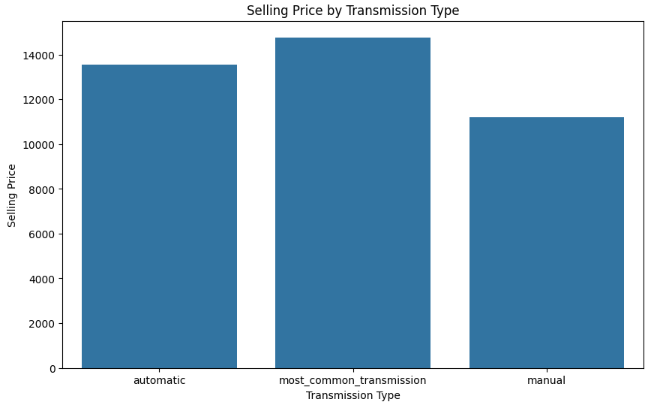 Selling Price by Transmission Type
14000
12000
10000
8000
6000
4000
2000
0
Selling Price
automatic most_common_transmission manual
Transmission Type